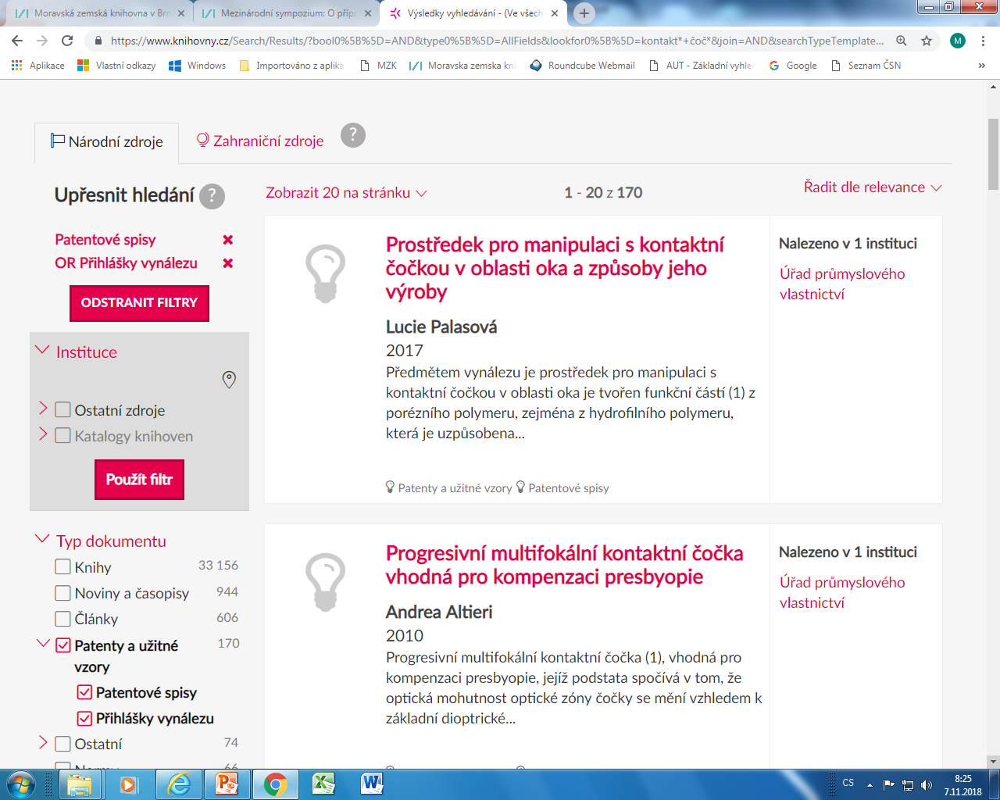 Moravská zemská knihovna v Brn
Mezinárodní sympozium: O přípr
Výsledky vyhledávání - (Ve všech
https://www.knihovny.cz/Search/Results/?bool0%5B%5D=AND&type0%5B%5D=AllFields&lookfor0%5B%5D=kontakt*+čoč*&join=AND&searchTypeTemplate...
M
Aplikace
Vlastní odkazy
Windows
Importováno z aplika
MZK
Moravska zemska kni
Roundcube Webmail
AUT - Základní vyhled
Google
Seznam ČSN
»
Národní zdroje
Zahraniční zdroje
?
Upřesnit hledání ?
Zobrazit 20 na stránku
1 - 20 z 170
Řadit dle relevance
Patentové spisy
OR Přihlášky vynálezu
ODSTRANIT FILTRY
Instituce
Ostatní zdroje
Katalogy knihoven
Použít filtr
Typ dokumentu
Knihy 33 156
Noviny a časopisy 944
Články 606
Patenty a užitné 170
vzory
Patentové spisy
Přihlášky vynálezu
Ostatní 74
Normy 66
Prostředek pro manipulaci s kontaktní
čočkou v oblasti oka a způsoby jeho
výroby
Lucie Palasová
2017
Předmětem vynálezu je prostředek pro manipulaci s
kontaktní čočkou v oblasti oka je tvořen funkční částí (1) z
porézního polymeru, zejména z hydrofilního polymeru,
která je uzpůsobena...
Patenty a užitné vzory Patentové spisy
Nalezeno v 1 instituci
Úřad průmyslového
vlastnictví
Progresivní multifokální kontaktní čočka
vhodná pro kompenzaci presbyopie
Andrea Altieri
2010
Progresivní multifokální kontaktní čočka (1), vhodná pro
kompenzaci presbyopie, jejíž podstata spočívá v tom, že
optická mohutnost optické zóny čočky se mění vzhledem k
základní dioptrické...
Nalezeno v 1 instituci
Úřad průmyslového
vlastnictví
CS
8:25
7.11.2018